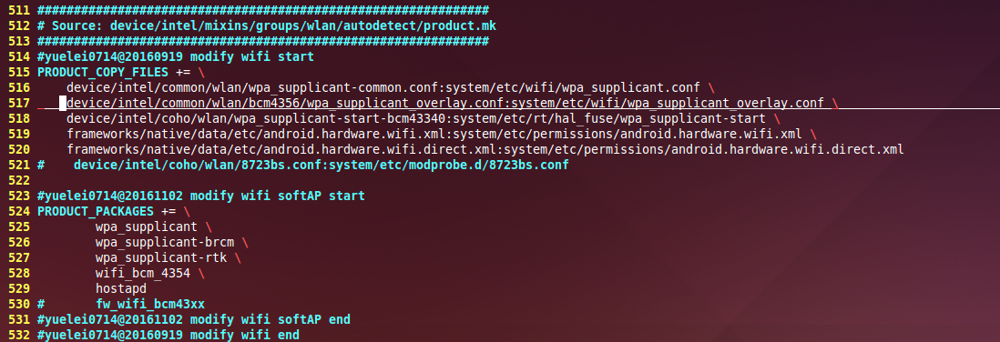 511 #############################################################
512 # Source: device/intel/mixins/groups/wlan/autodetect/product.mk
513 #############################################################
514 #yuelei0714@20160919 modify wifi start
515 PRODUCT_COPY_FILES += \
516     device/intel/common/wlan/wpa_supplicant-common.conf:system/etc/wifi/wpa_supplicant.conf \
517     device/intel/common/wlan/bcm4356/wpa_supplicant_overlay.conf:system/etc/wifi/wpa_supplicant_overlay.conf \
518     device/intel/coho/wlan/wpa_supplicant-start-bcm43340:system/etc/rt/hal_fuse/wpa_supplicant-start \
519     frameworks/native/data/etc/android.hardware.wifi.xml:system/etc/permissions/android.hardware.wifi.xml \
520     frameworks/native/data/etc/android.hardware.wifi.direct.xml:system/etc/permissions/android.hardware.wifi.direct.xml
521 #    device/intel/coho/wlan/8723bs.conf:system/etc/modprobe.d/8723bs.conf
522
523 #yuelei0714@20161102 modify wifi softAP start
524 PRODUCT_PACKAGES += \
525         wpa_supplicant \
526         wpa_supplicant-brcm \
527         wpa_supplicant-rtk \
528         wifi_bcm_4354 \
529         hostapd
530 #       fw_wifi_bcm43xx
531 #yuelei0714@20161102 modify wifi softAP end
532 #yuelei0714@20160919 modify wifi end